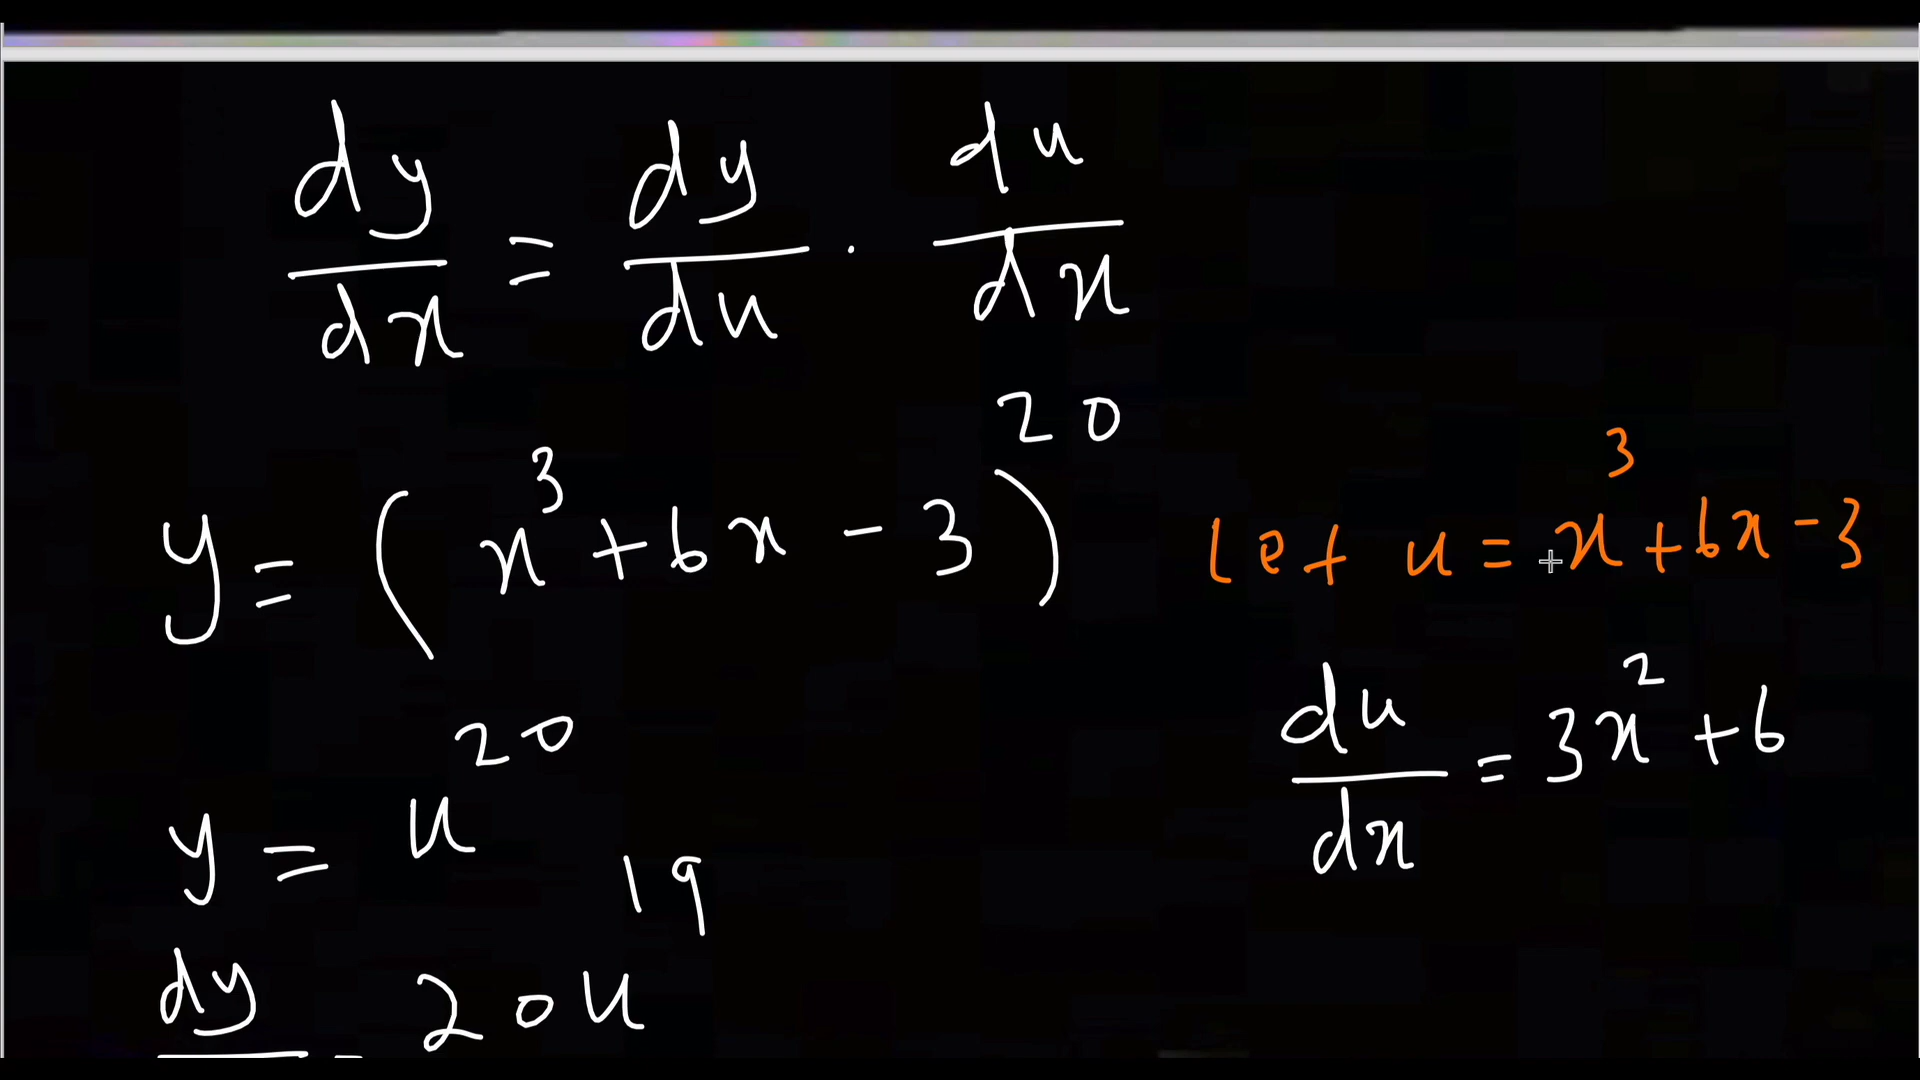 dy/dx = dy/du · du/dx
y = (x³ + 6x - 3)²⁰
let u = x³ + 6x - 3
du/dx = 3x² + 6
y = u²⁰
dy = 20u¹⁹